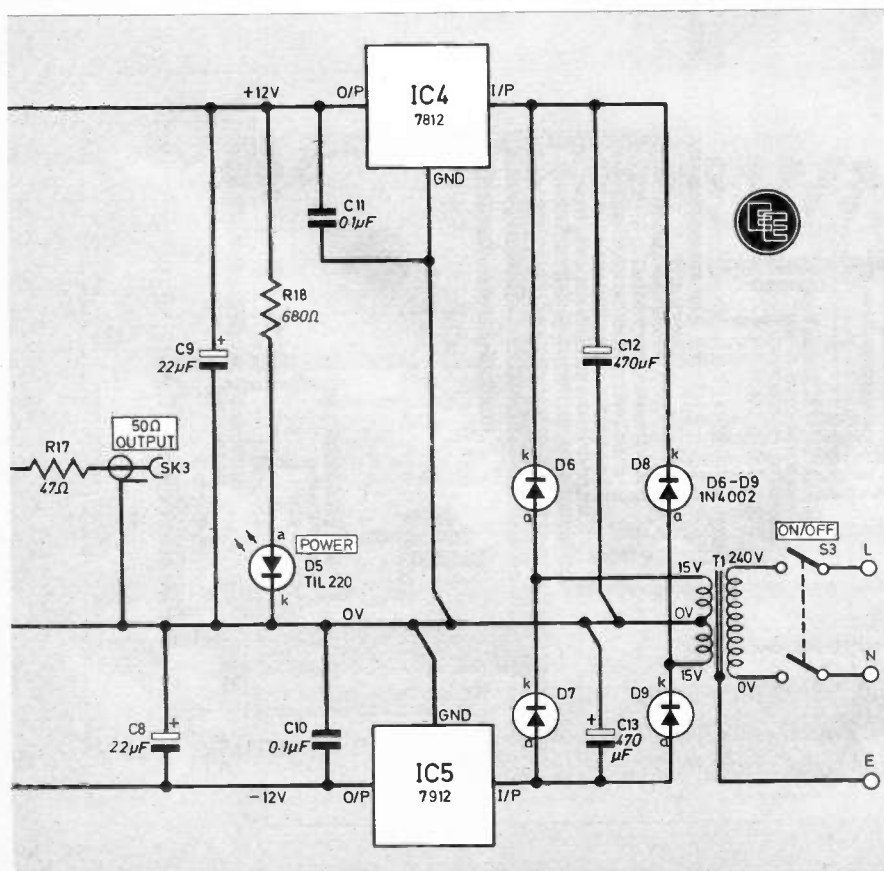 +12V
O/P
IC4
7812
I/P
GND
C11
0·1µF
R18
680Ω
C9
+
22µF
C12
470µF
50Ω
OUTPUT
R17
47Ω
SK3
k
D6
a
k
D8
a
D6–D9
1N4002
a
POWER
D5
TIL220
k
ON/OFF
S3
L
15V
T1
240V
0V
0V
N
15V
0V
k
D7
a
k
D9
a
C8
+
22µF
C10
0·1µF
GND
+
C13
470
µF
IC5
7912
−12V
O/P
I/P
E
EE